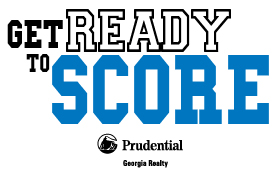 GET READY
TO SCORE
Prudential
Georgia Realty